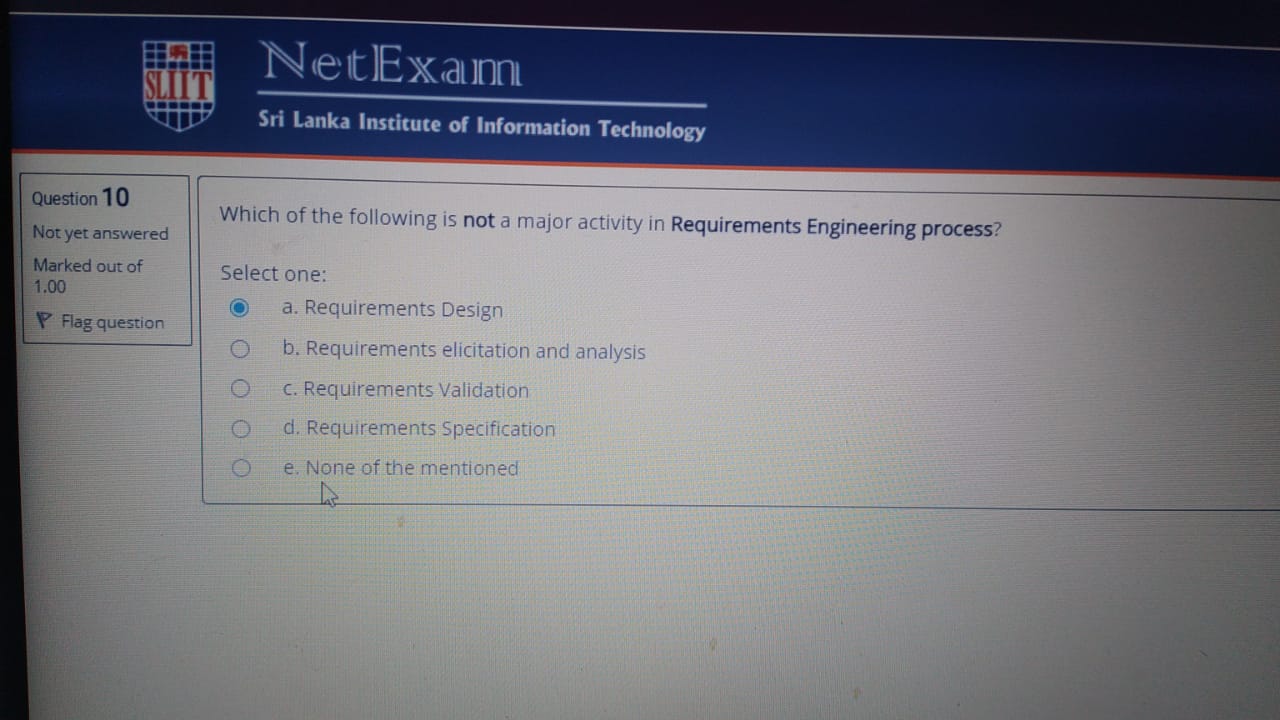 SLIIT
NetExam
Sri Lanka Institute of Information Technology
Question 10
Not yet answered
Marked out of
1.00
Flag question
Which of the following is not a major activity in Requirements Engineering process?
Select one:
a. Requirements Design
b. Requirements elicitation and analysis
c. Requirements Validation
d. Requirements Specification
e. None of the mentioned